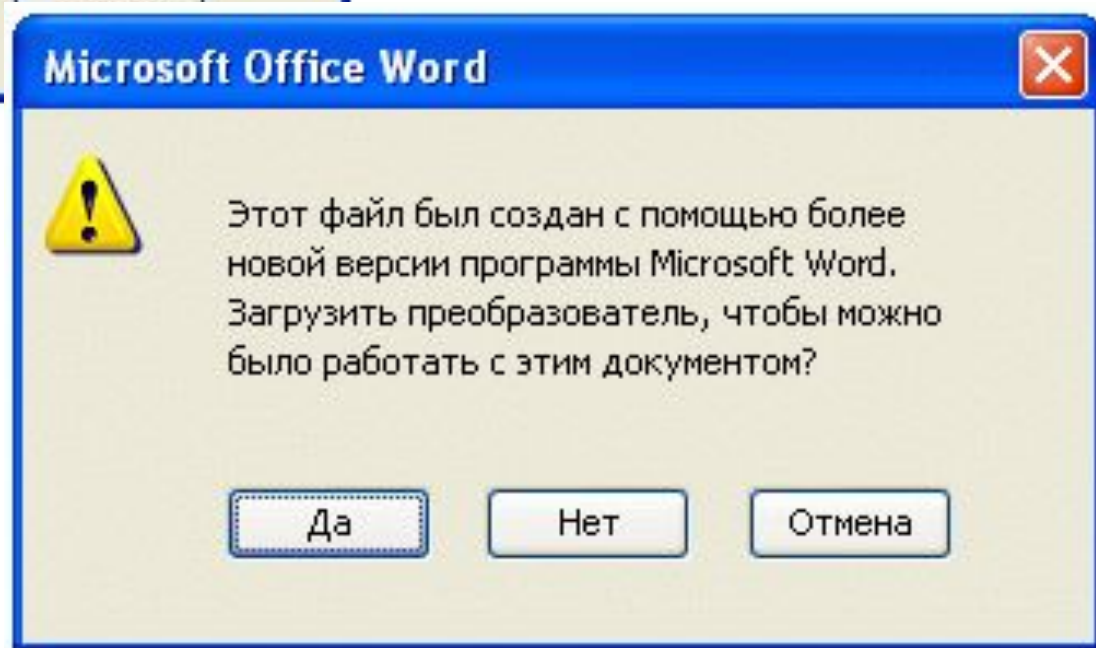 Microsoft Office Word
Этот файл был создан с помощью более
новой версии программы Microsoft Word.
Загрузить преобразователь, чтобы можно
было работать с этим документом?
Да Нет Отмена